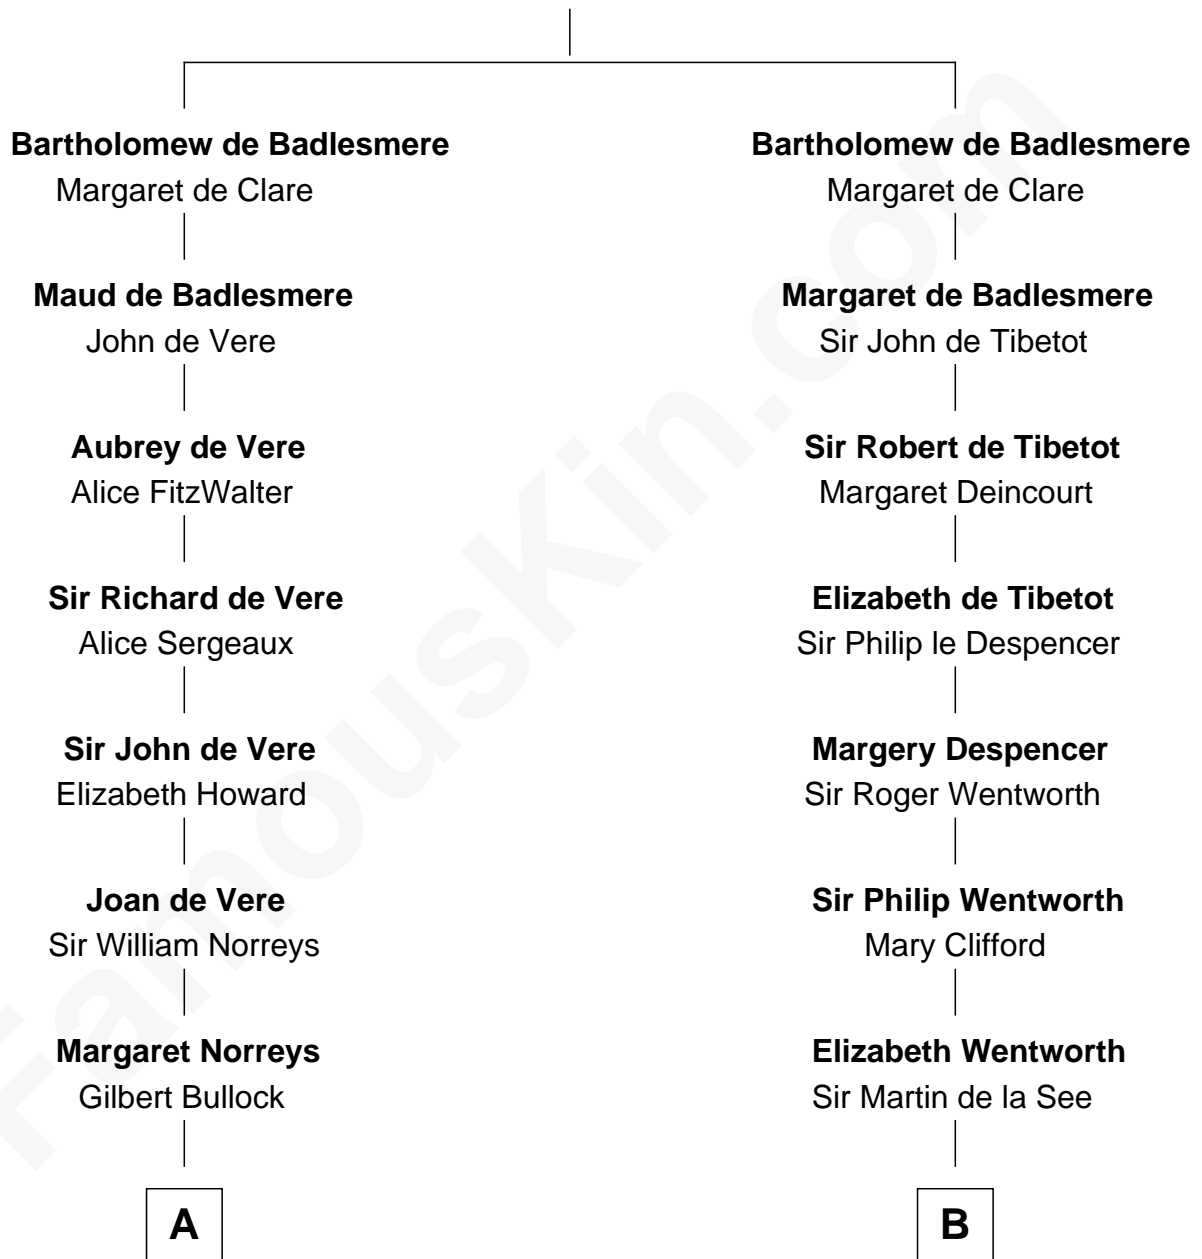 Bartholomew de Badlesmere
Margaret de Clare
Maud de Badlesmere
John de Vere
Aubrey de Vere
Alice FitzWalter
Sir Richard de Vere
Alice Sergeaux
Sir John de Vere
Elizabeth Howard
Joan de Vere
Sir William Norreys
Margaret Norreys
Gilbert Bullock
A
Bartholomew de Badlesmere
Margaret de Clare
Margaret de Badlesmere
Sir John de Tibetot
Sir Robert de Tibetot
Margaret Deincourt
Elizabeth de Tibetot
Sir Philip le Despencer
Margery Despencer
Sir Roger Wentworth
Sir Philip Wentworth
Mary Clifford
Elizabeth Wentworth
Sir Martin de la See
B
FamousKin.com